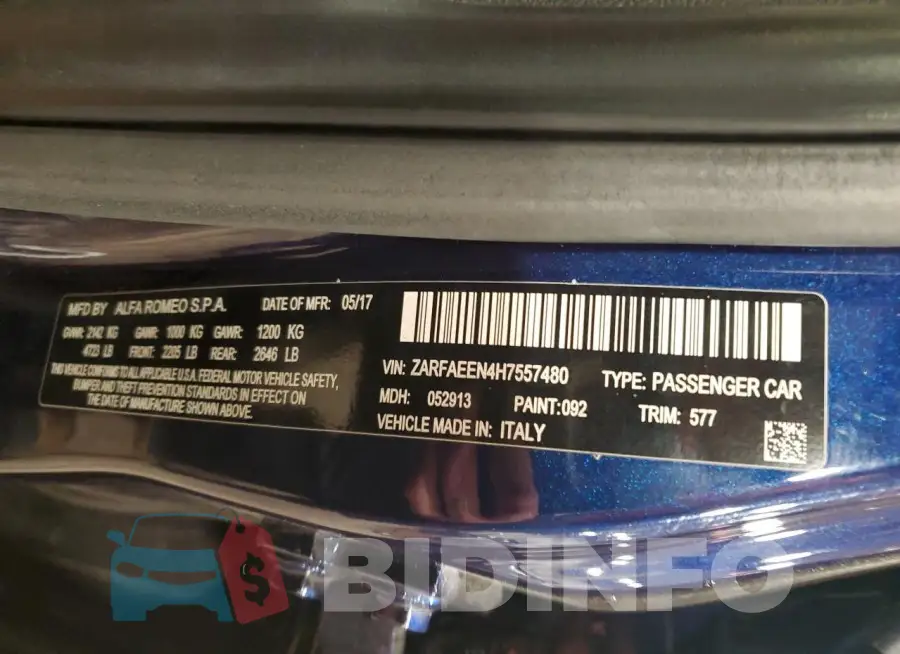 MFD BY ALFA ROMEO S.P.A. DATE OF MFR: 05/17
GVWR: 2142 KG GAWR: 1000 KG GAWR: 1200 KG
4723 LB FRONT: 2205 LB REAR: 2646 LB
THIS VEHICLE CONFORMS TO ALL APPLICABLE U.S.A. FEDERAL MOTOR VEHICLE SAFETY,
BUMPER AND THEFT PREVENTION STANDARDS IN EFFECT ON
THE DATE OF MANUFACTURE SHOWN ABOVE.
VIN: ZARFAEEN4H7557480 TYPE: PASSENGER CAR
MDH: 052913 PAINT:092 TRIM: 577
VEHICLE MADE IN: ITALY
$ BIDINFO